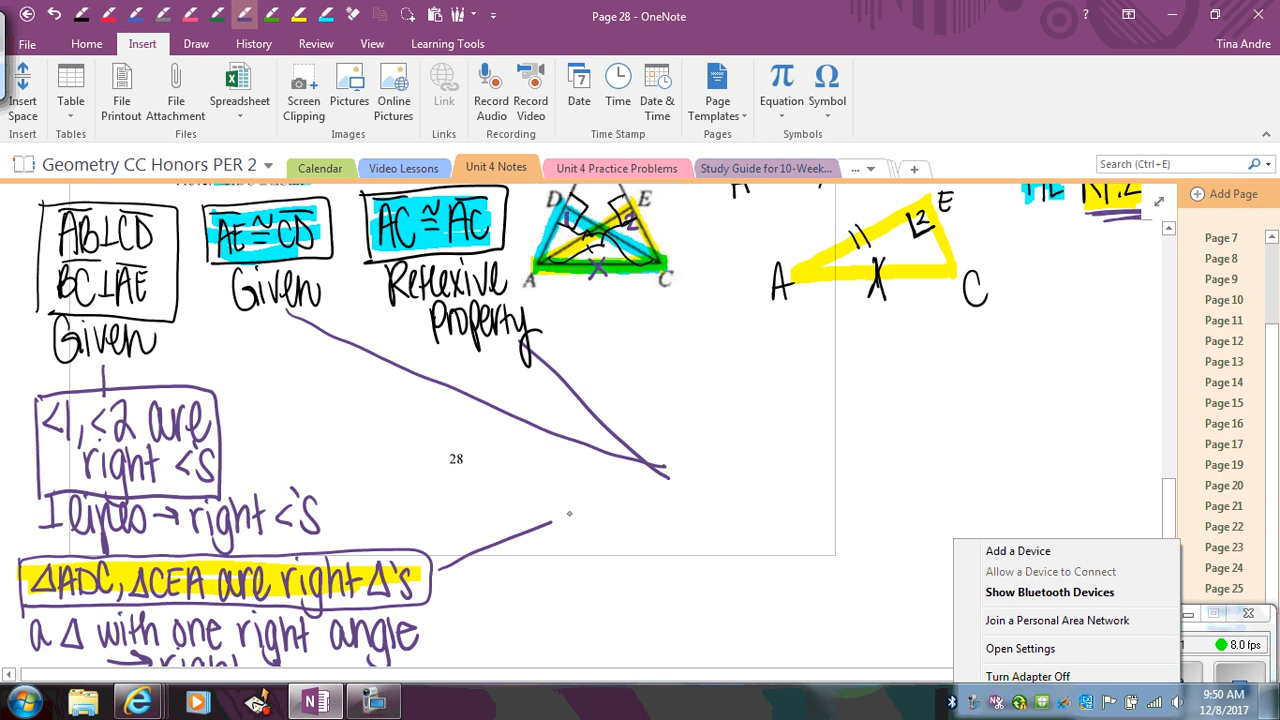 Page 28 - OneNote
Tina Andre
File Home Insert Draw History Review View Learning Tools
Insert Space
Table
File Printout
File Attachment
Spreadsheet
Screen Clipping
Pictures
Online Pictures
Link
Record Audio
Record Video
Date
Time
Date & Time
Page Templates
Equation
Symbol
Insert Tables Files Images Links Recording Time Stamp Pages Symbols
Geometry CC Honors PER 2
Calendar
Video Lessons
Unit 4 Notes
Unit 4 Practice Problems
Study Guide for 10-Week...
...
Search (Ctrl+E)
Add Page
Page 7
Page 8
Page 9
Page 10
Page 11
Page 12
Page 13
Page 14
Page 15
Page 16
Page 17
Page 18
Page 19
Page 20
Page 21
Page 22
Page 23
Page 24
Page 25
AB⊥CD
BC⊥AE
Given
AE≅CD
Given
AC≅AC
Reflexive
Property
D E
1 2
A X C
E
12
A X C
<1, <2 are
right <'s
⊥ lines → right <'s
28
ΔADC, ΔCEA are right Δ's
a Δ with one right angle
→ right
Add a Device
Allow a Device to Connect
Show Bluetooth Devices
Join a Personal Area Network
Open Settings
Turn Adapter Off
8.0 fps
9:50 AM
12/8/2017